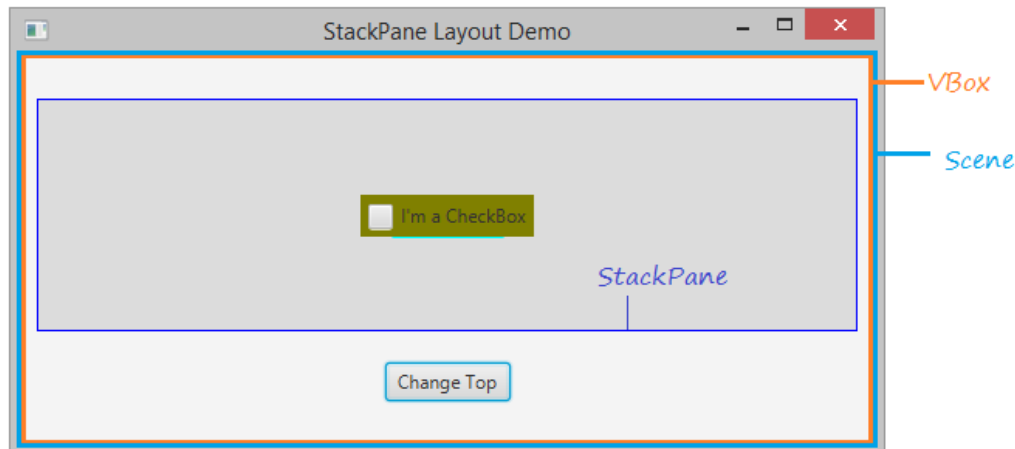 StackPane Layout Demo
VBox
Scene
I'm a CheckBox
StackPane
Change Top